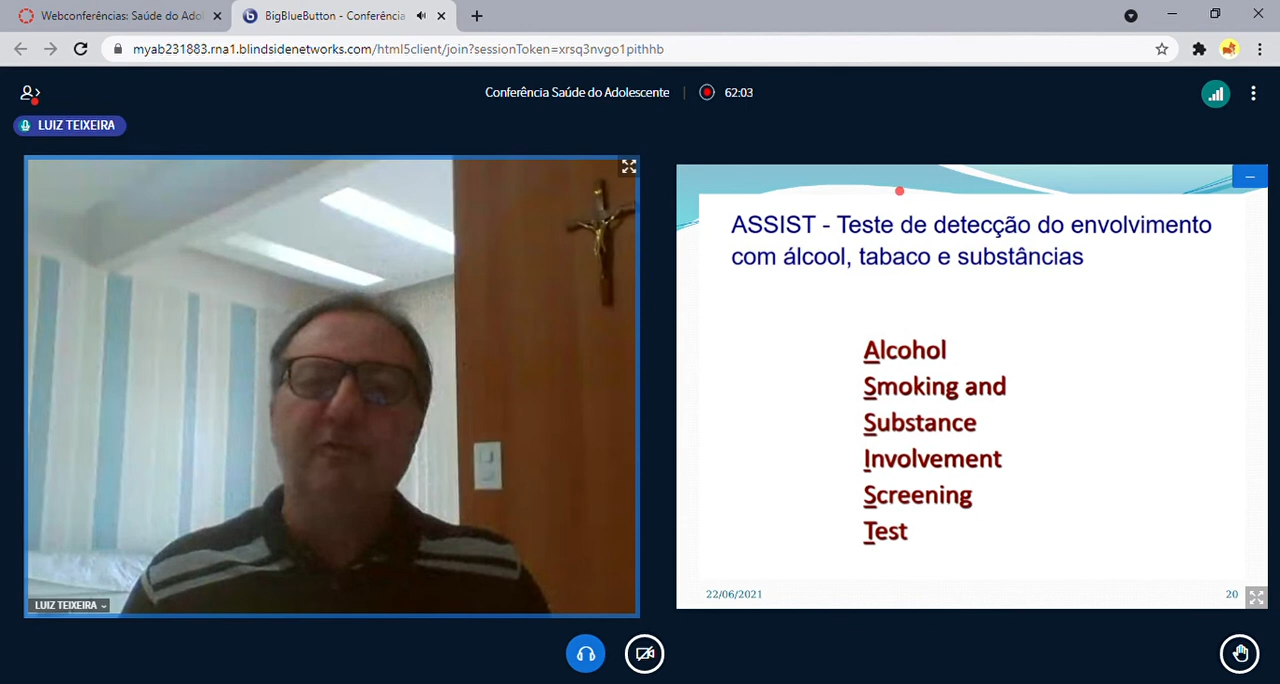 Webconferências: Saúde do Adol
BigBlueButton - Conferência
myab231883.rna1.blindsidenetworks.com/html5client/join?sessionToken=xrsq3nvgo1pithhb
Conferência Saúde do Adolescente
62:03
LUIZ TEIXEIRA
ASSIST - Teste de detecção do envolvimento
com álcool, tabaco e substâncias
Alcohol
Smoking and
Substance
Involvement
Screening
Test
22/06/2021
20
LUIZ TEIXEIRA